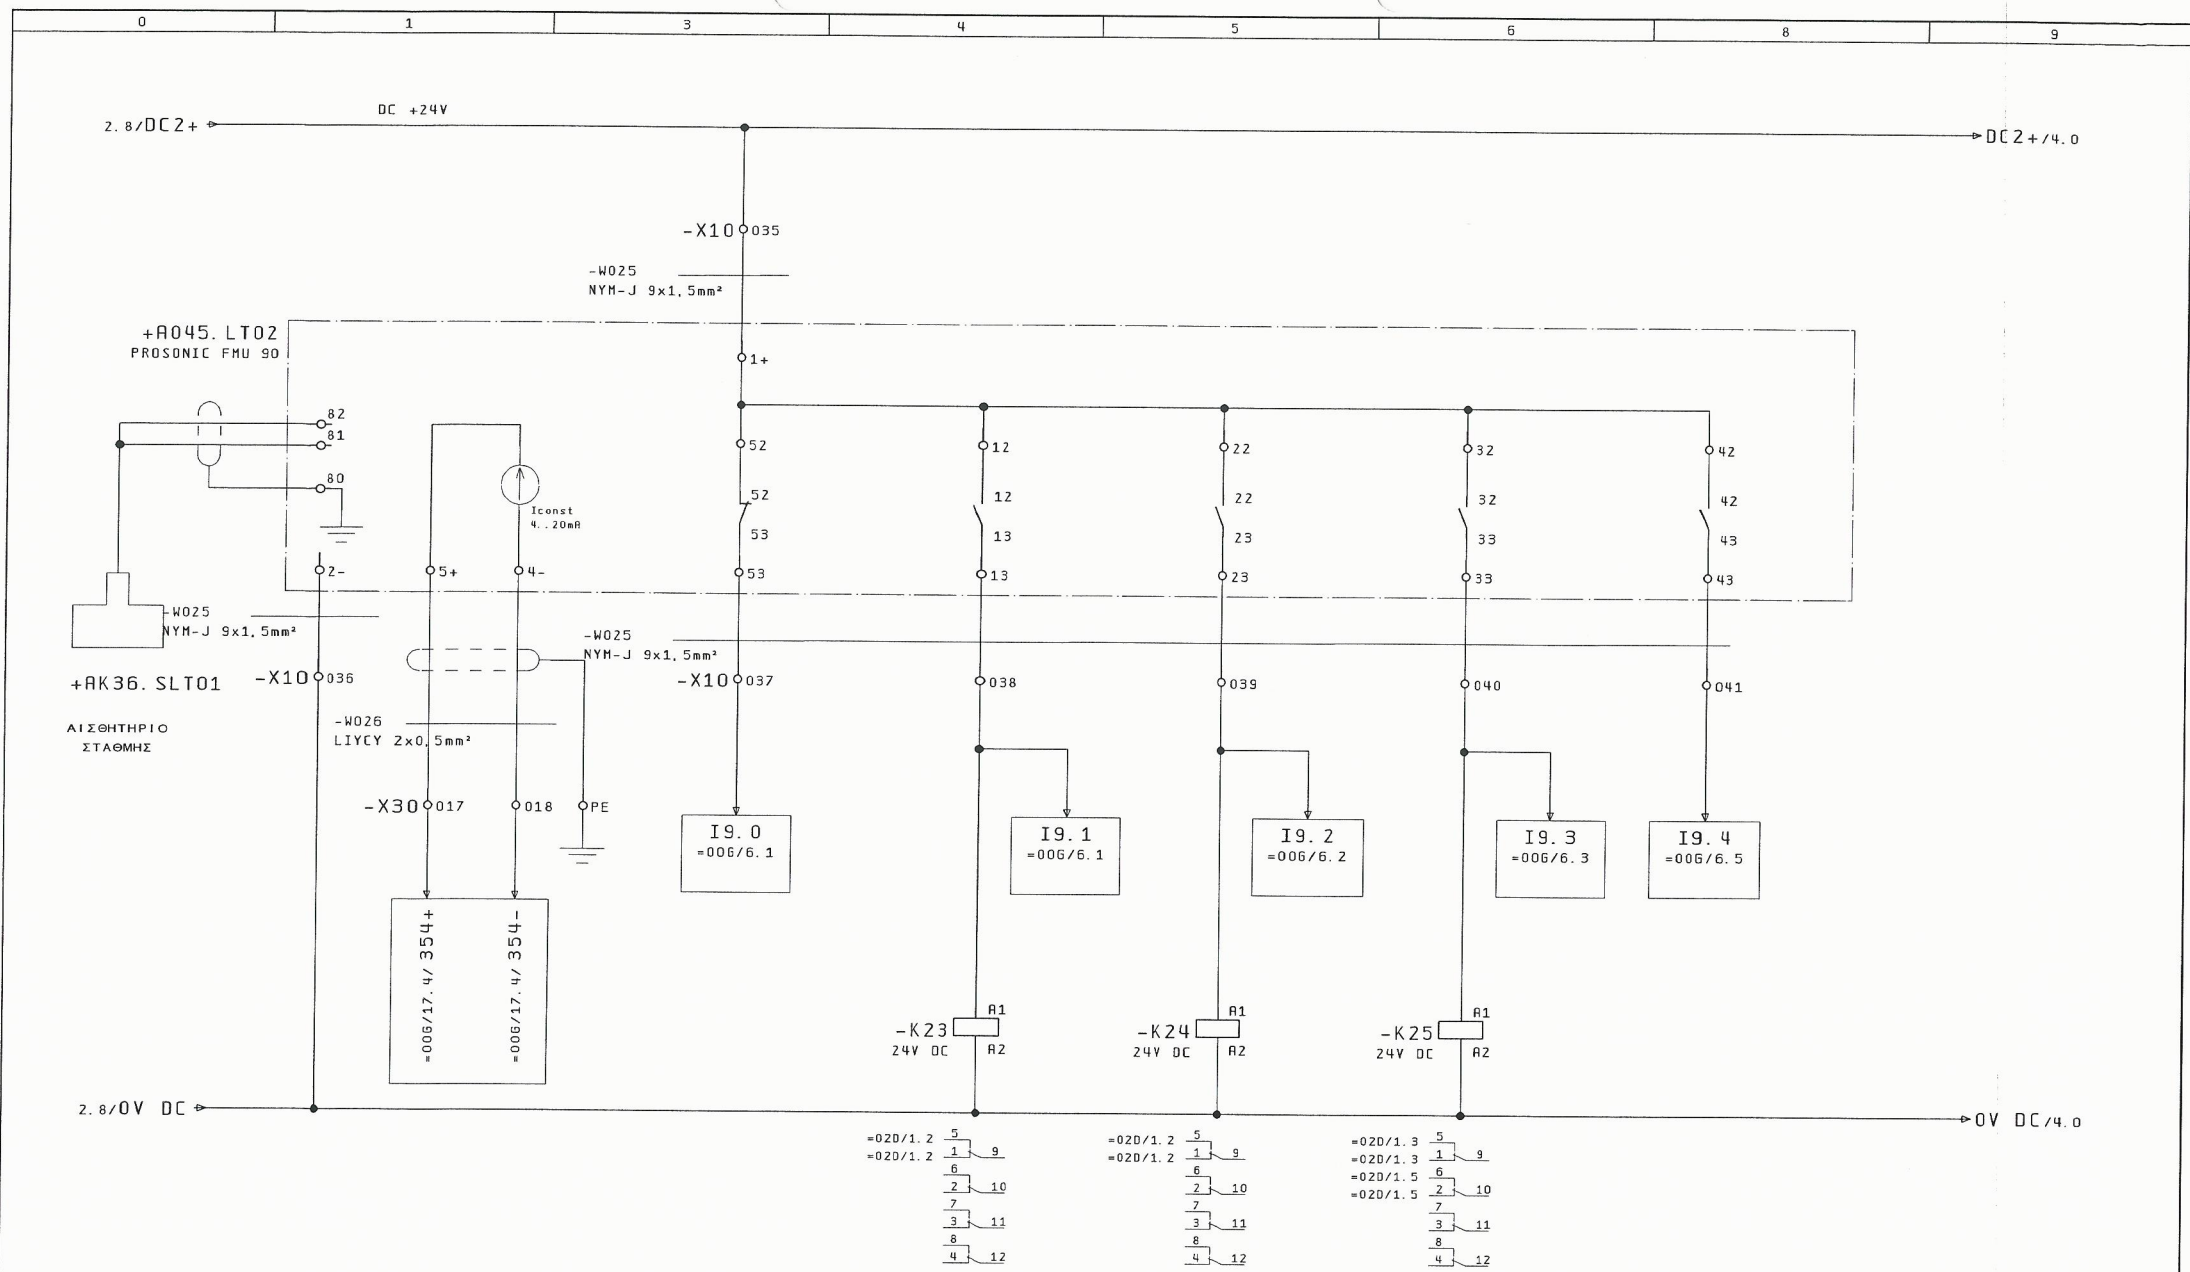 0 1 3 4 5 6 8 9
DC +24V
2.8/DC2+
DC2+/4.0
-X10 035
-W025
NYM-J 9x1,5mm²
+A045.LT02
PROSONIC FMU 90
1+
82
81
80
52 12 22 32 42
52 12 22 32 42
Iconst
4..20mA
53 13 23 33 43
2- 5+ 4- 53 13 23 33 43
-W025
NYM-J 9x1,5mm²
-W025
NYM-J 9x1,5mm²
+AK36.SLT01
-X10 036
-X10 037 038 039 040 041
ΑΙΣΘΗΤΗΡΙΟ
ΣΤΑΘΜΗΣ
-W026
LIYCY 2x0,5mm²
-X30 017 018 PE
I9.0
=00G/6.1
I9.1
=00G/6.1
I9.2
=00G/6.2
I9.3
=00G/6.3
I9.4
=00G/6.5
=00G/17.4/354+
=00G/17.4/354-
-K23
24V DC
A1
A2
-K24
24V DC
A1
A2
-K25
24V DC
A1
A2
2.8/0V DC
0V DC/4.0
=02D/1.2 5
=02D/1.2 1 9
6
2 10
7
3 11
8
4 12
=02D/1.2 5
=02D/1.2 1 9
6
2 10
7
3 11
8
4 12
=02D/1.3 5
=02D/1.3 1 9
=02D/1.5 6
=02D/1.5 2 10
7
3 11
8
4 12